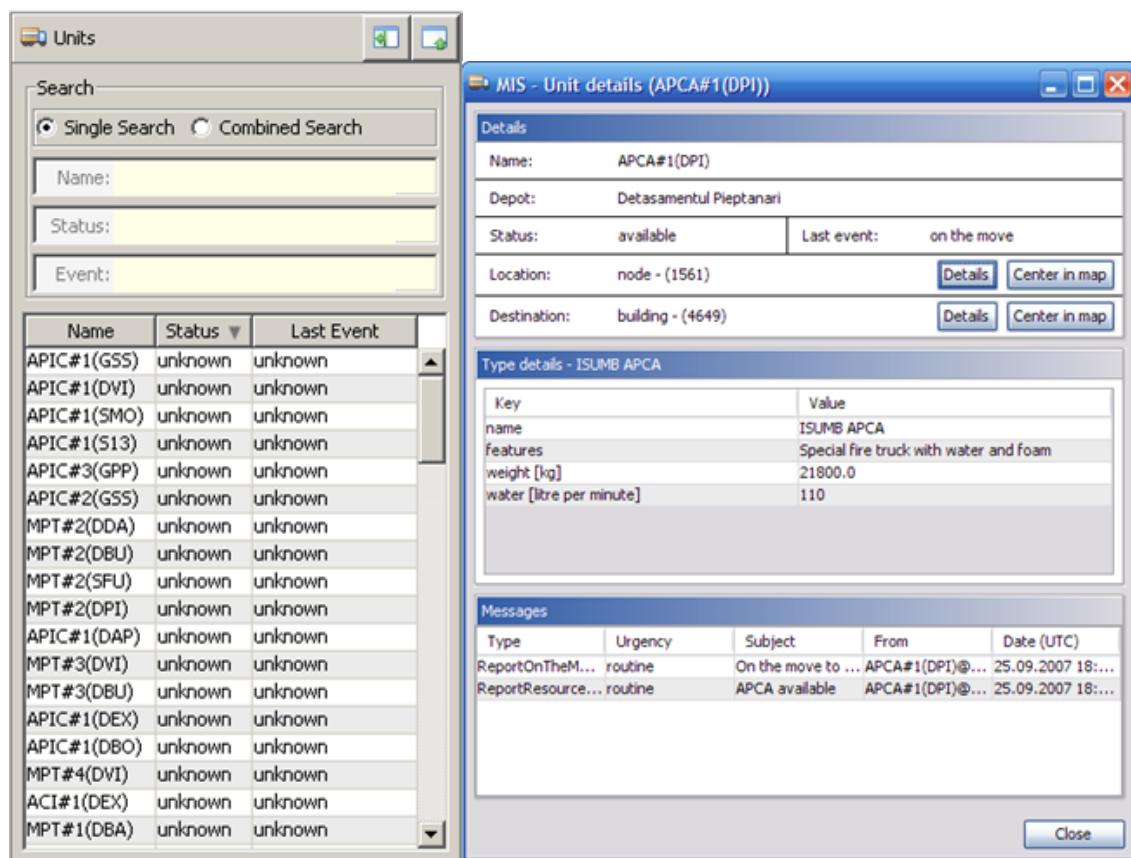 Units
Search
Single Search Combined Search
Name:
Status:
Event:
Name Status Last Event
APIC#1(GSS) unknown unknown
APIC#1(DVI) unknown unknown
APIC#1(SMO) unknown unknown
APIC#1(S13) unknown unknown
APIC#3(GPP) unknown unknown
APIC#2(GSS) unknown unknown
MPT#2(DDA) unknown unknown
MPT#2(DBU) unknown unknown
MPT#2(SFU) unknown unknown
MPT#2(DPI) unknown unknown
APIC#1(DAP) unknown unknown
MPT#3(DVI) unknown unknown
MPT#3(DBU) unknown unknown
APIC#1(DEX) unknown unknown
APIC#1(DBO) unknown unknown
MPT#4(DVI) unknown unknown
ACI#1(DEX) unknown unknown
MPT#1(DBA) unknown unknown
MIS - Unit details (APCA#1(DPI))
Details
Name: APCA#1(DPI)
Depot: Detasamentul Pieptanari
Status: available Last event: on the move
Location: node - (1561) Details Center in map
Destination: building - (4649) Details Center in map
Type details - ISUMB APCA
Key Value
name ISUMB APCA
features Special fire truck with water and foam
weight [kg] 21800.0
water [litre per minute] 110
Messages
Type Urgency Subject From Date (UTC)
ReportOnTheM... routine On the move to ... APCA#1(DPI)@... 25.09.2007 18:...
ReportResource... routine APCA available APCA#1(DPI)@... 25.09.2007 18:...
Close